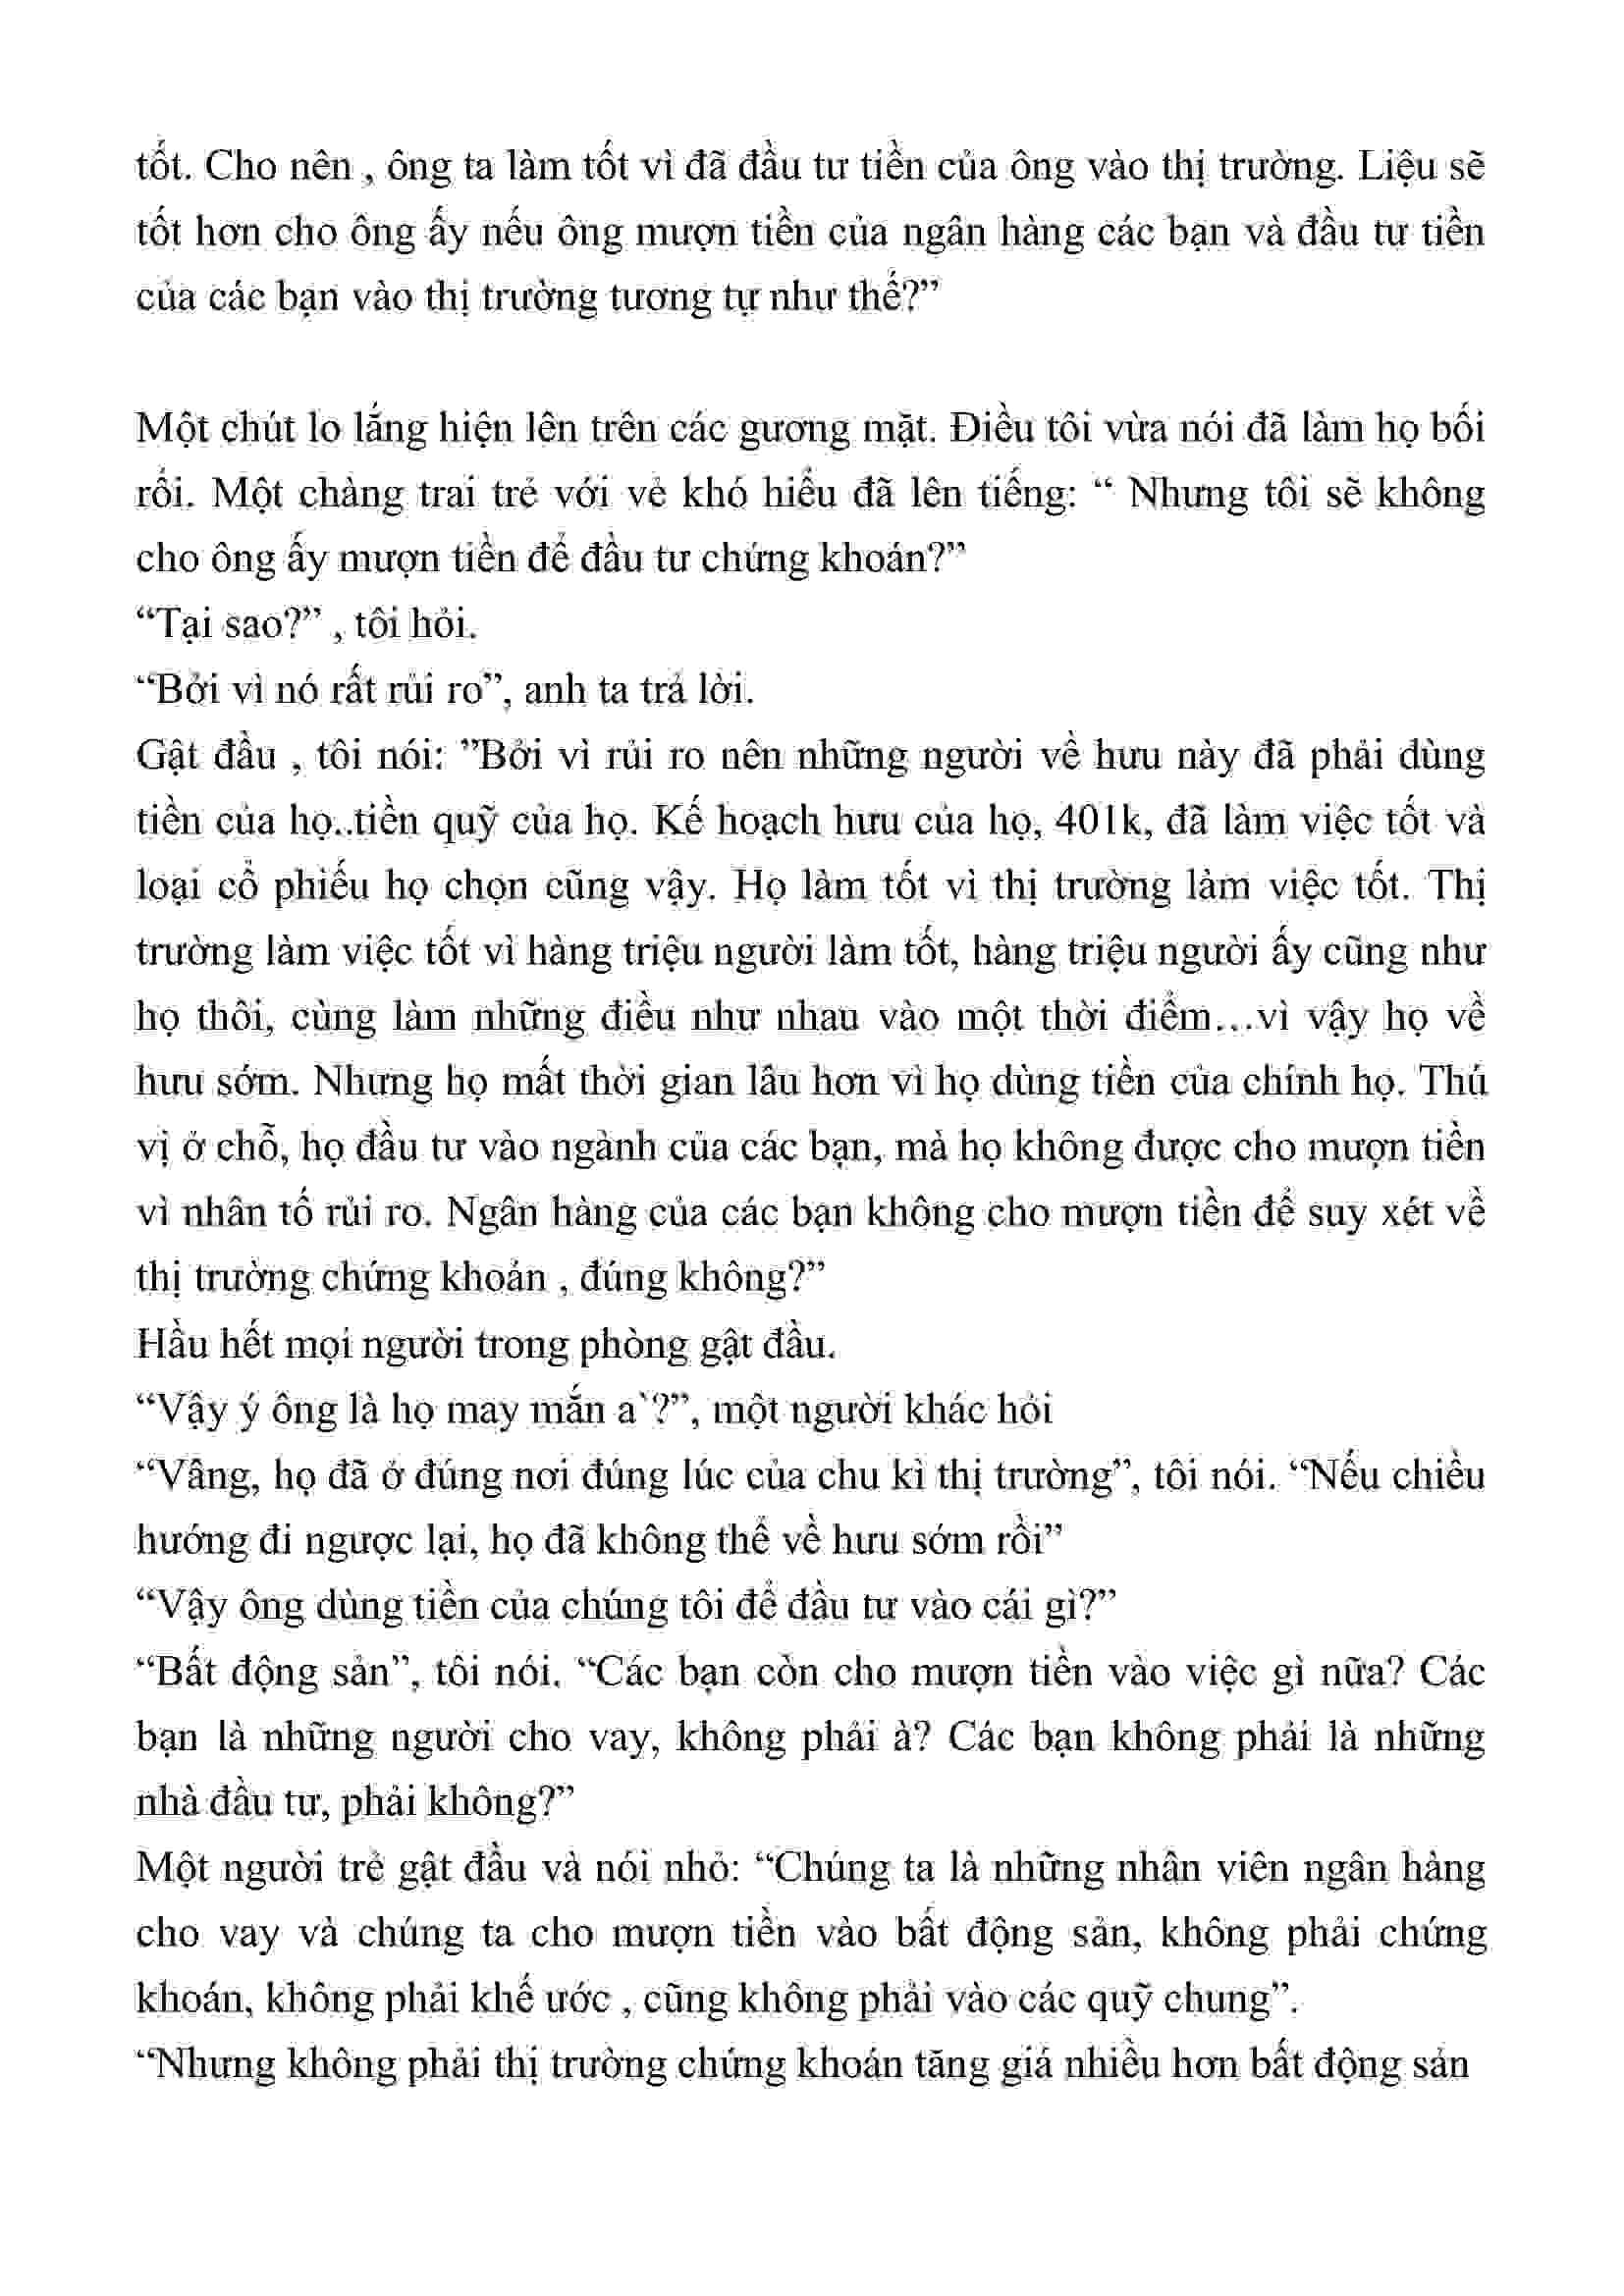 tốt. Cho nên , ông ta làm tốt vì đã đầu tư tiền của ông vào thị trường. Liệu sẽ
tốt hơn cho ông ấy nếu ông mượn tiền của ngân hàng các bạn và đầu tư tiền
của các bạn vào thị trường tương tự như thế?”
Một chút lo lắng hiện lên trên các gương mặt. Điều tôi vừa nói đã làm họ bối
rối. Một chàng trai trẻ với vẻ khó hiểu đã lên tiếng: “ Nhưng tôi sẽ không
cho ông ấy mượn tiền để đầu tư chứng khoán?”
“Tại sao?” , tôi hỏi.
“Bởi vì nó rất rủi ro”, anh ta trả lời.
Gật đầu , tôi nói: ”Bởi vì rủi ro nên những người về hưu này đã phải dùng
tiền của họ..tiền quỹ của họ. Kế hoạch hưu của họ, 401k, đã làm việc tốt và
loại cổ phiếu họ chọn cũng vậy. Họ làm tốt vì thị trường làm việc tốt. Thị
trường làm việc tốt vì hàng triệu người làm tốt, hàng triệu người ấy cũng như
họ thôi, cùng làm những điều như nhau vào một thời điểm…vì vậy họ về
hưu sớm. Nhưng họ mất thời gian lâu hơn vì họ dùng tiền của chính họ. Thú
vị ở chỗ, họ đầu tư vào ngành của các bạn, mà họ không được cho mượn tiền
vì nhân tố rủi ro. Ngân hàng của các bạn không cho mượn tiền để suy xét về
thị trường chứng khoán , đúng không?”
Hầu hết mọi người trong phòng gật đầu.
“Vậy ý ông là họ may mắn a`?”, một người khác hỏi
“Vâng, họ đã ở đúng nơi đúng lúc của chu kì thị trường”, tôi nói. “Nếu chiều
hướng đi ngược lại, họ đã không thể về hưu sớm rồi”
“Vậy ông dùng tiền của chúng tôi để đầu tư vào cái gì?”
“Bất động sản”, tôi nói. “Các bạn còn cho mượn tiền vào việc gì nữa? Các
bạn là những người cho vay, không phải à? Các bạn không phải là những
nhà đầu tư, phải không?”
Một người trẻ gật đầu và nói nhỏ: “Chúng ta là những nhân viên ngân hàng
cho vay và chúng ta cho mượn tiền vào bất động sản, không phải chứng
khoán, không phải khế ước , cũng không phải vào các quỹ chung”.
“Nhưng không phải thị trường chứng khoán tăng giá nhiều hơn bất động sản